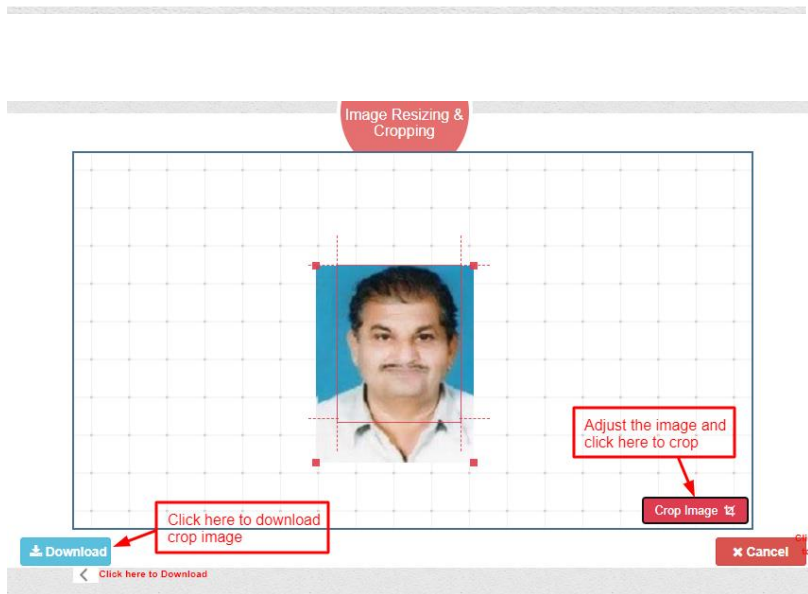 Image Resizing &
Cropping
Adjust the image and
click here to crop
Crop Image
Click here to download
crop image
Download
Cancel
Click here to Download